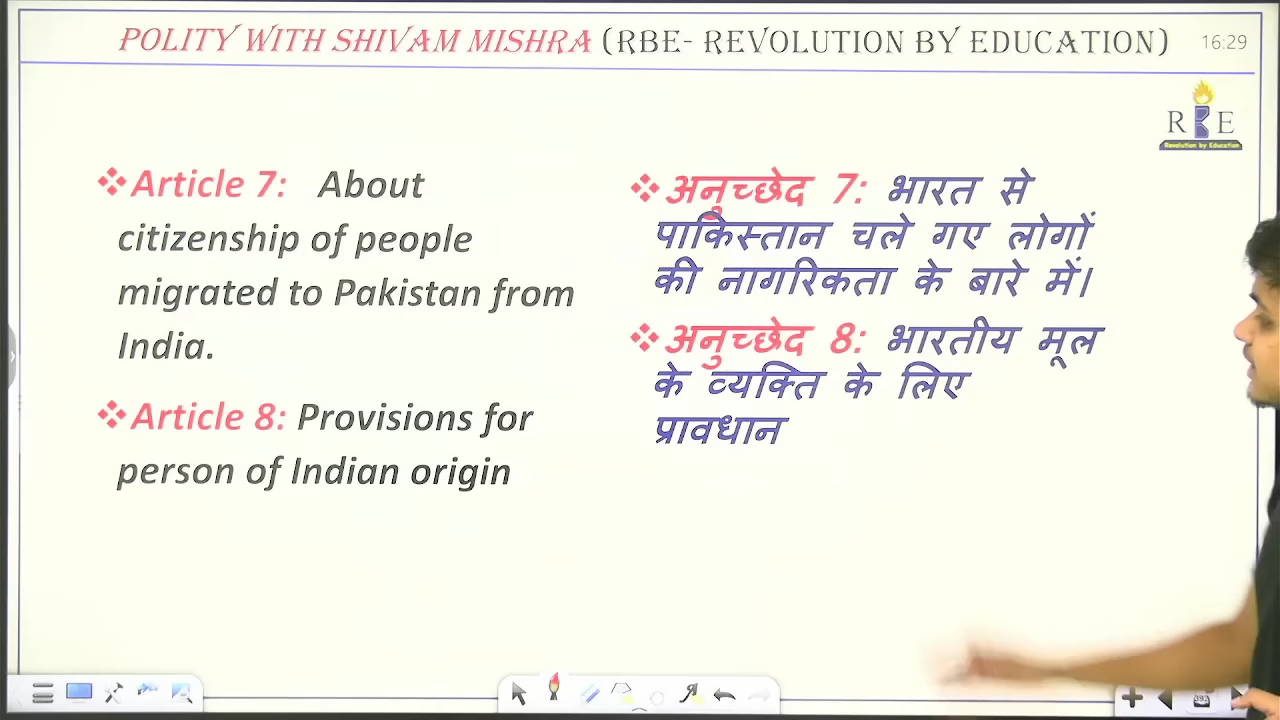 POLITY WITH SHIVAM MISHRA (RBE- REVOLUTION BY EDUCATION)
16:29
R E
Revolution by Education
❖Article 7: About
citizenship of people
migrated to Pakistan from
India.
❖Article 8: Provisions for
person of Indian origin
❖अनुच्छेद 7: भारत से
पाकिस्तान चले गए लोगों
की नागरिकता के बारे में।
❖अनुच्छेद 8: भारतीय मूल
के व्यक्ति के लिए
प्रावधान